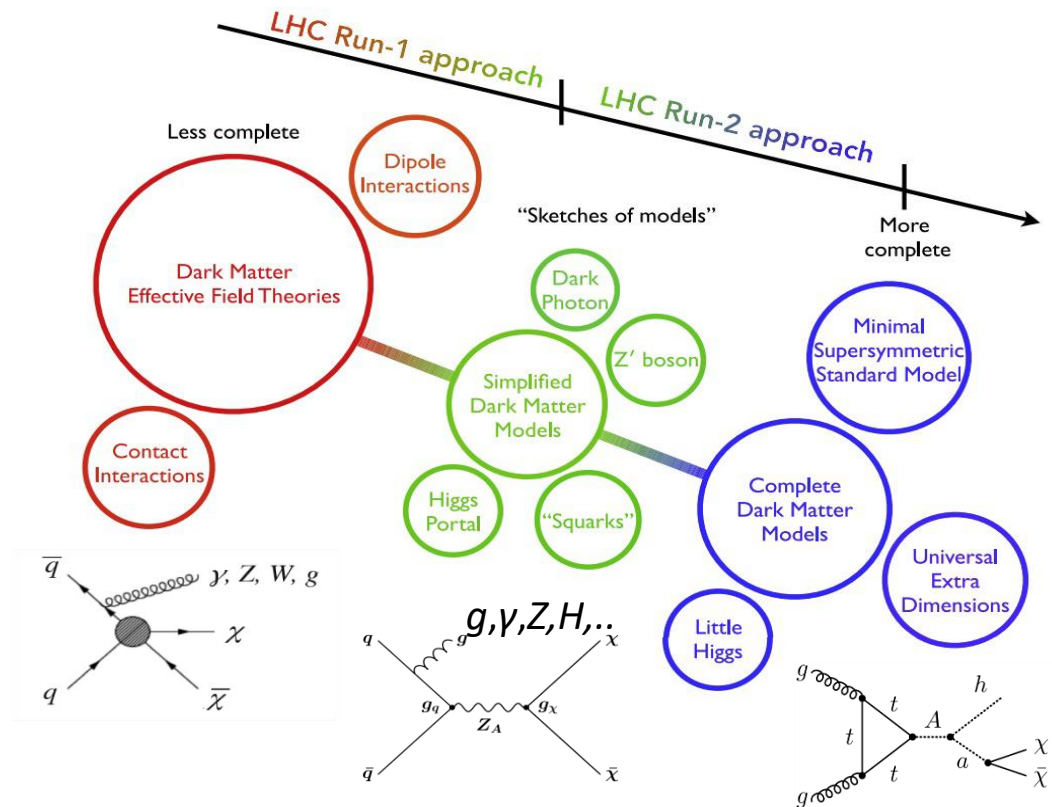 LHC Run-1 approach
LHC Run-2 approach
Less complete
Dipole
Interactions
“Sketches of models”
More
complete
Dark Matter
Effective Field Theories
Dark
Photon
Z′ boson
Minimal
Supersymmetric
Standard Model
Simplified
Dark Matter
Models
Contact
Interactions
Higgs
Portal
“Squarks”
Complete
Dark Matter
Models
Universal
Extra
Dimensions
Little
Higgs
q̅
γ, Z, W, g
χ
q
χ̅
g,γ,Z,H,..
q
g
χ
g_q
Z_A
g_χ
q̄
χ̄
g
t
A
h
t
t
a
χ
χ̄
g